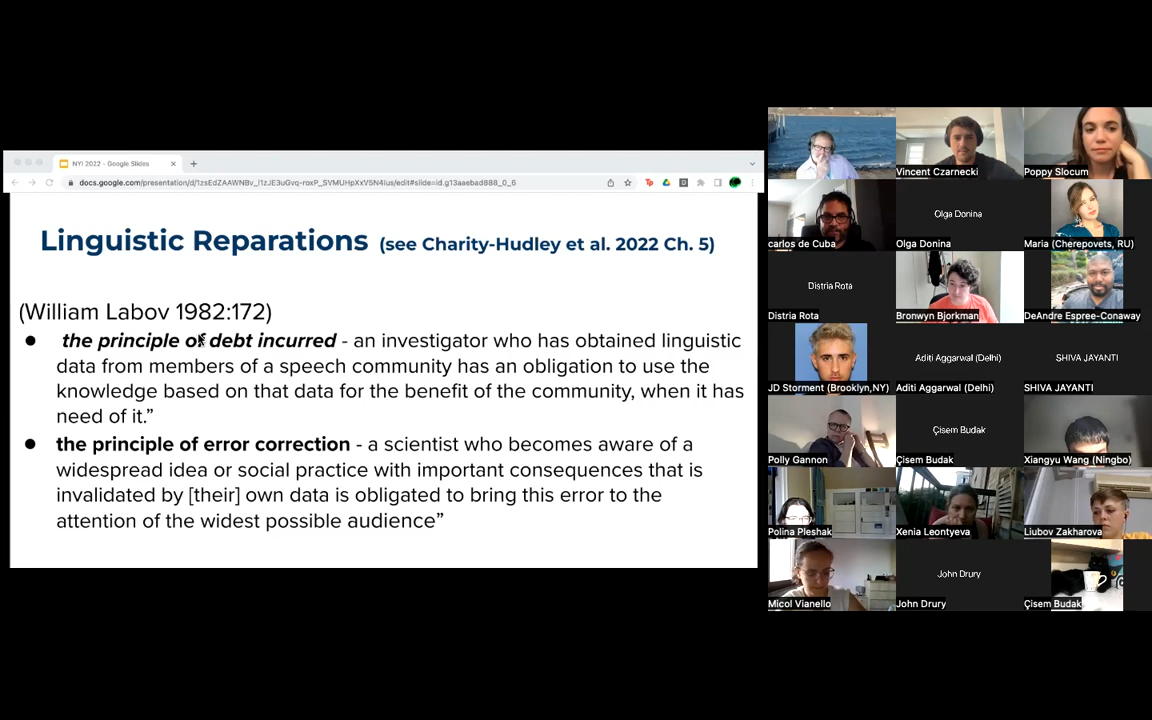 NYI 2022 - Google Slides
docs.google.com/presentation/d/1zsEdZAAWNBv_l1zJE3uGvq-roxP_SVMUHpXxV5N4ius/edit#slide=id.g13aaebad888_0_6
Linguistic Reparations (see Charity-Hudley et al. 2022 Ch. 5)
(William Labov 1982:172)
● the principle of debt incurred - an investigator who has obtained linguistic
data from members of a speech community has an obligation to use the
knowledge based on that data for the benefit of the community, when it has
need of it.”
● the principle of error correction - a scientist who becomes aware of a
widespread idea or social practice with important consequences that is
invalidated by [their] own data is obligated to bring this error to the
attention of the widest possible audience”
Vincent Czarnecki
Poppy Slocum
carlos de Cuba
Olga Donina
Olga Donina
Maria (Cherepovets, RU)
Distria Rota
Distria Rota
Bronwyn Bjorkman
DeAndre Espree-Conaway
JD Storment (Brooklyn,NY)
Aditi Aggarwal (Delhi)
Aditi Aggarwal (Delhi)
SHIVA JAYANTI
SHIVA JAYANTI
Polly Gannon
Çisem Budak
Çisem Budak
Xiangyu Wang (Ningbo)
Polina Pleshak
Xenia Leontyeva
Liubov Zakharova
Micol Vianello
John Drury
John Drury
Çisem Budak